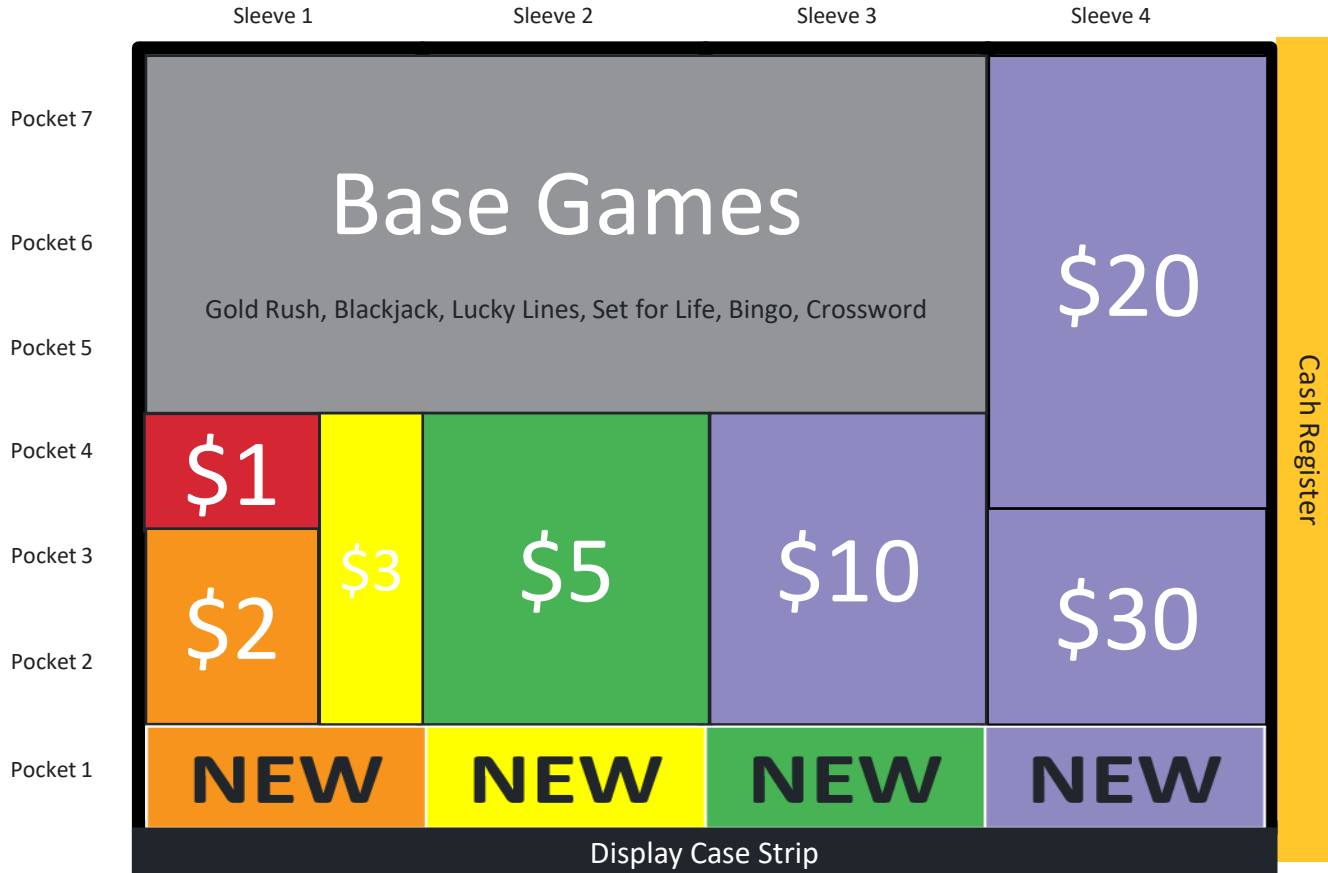 Sleeve 1 Sleeve 2 Sleeve 3 Sleeve 4
Pocket 7
Base Games
Pocket 6
$20
Gold Rush, Blackjack, Lucky Lines, Set for Life, Bingo, Crossword
Pocket 5
Cash Register
Pocket 4
$1
Pocket 3
$3
$5
$10
$2
$30
Pocket 2
Pocket 1
NEW NEW NEW NEW
Display Case Strip